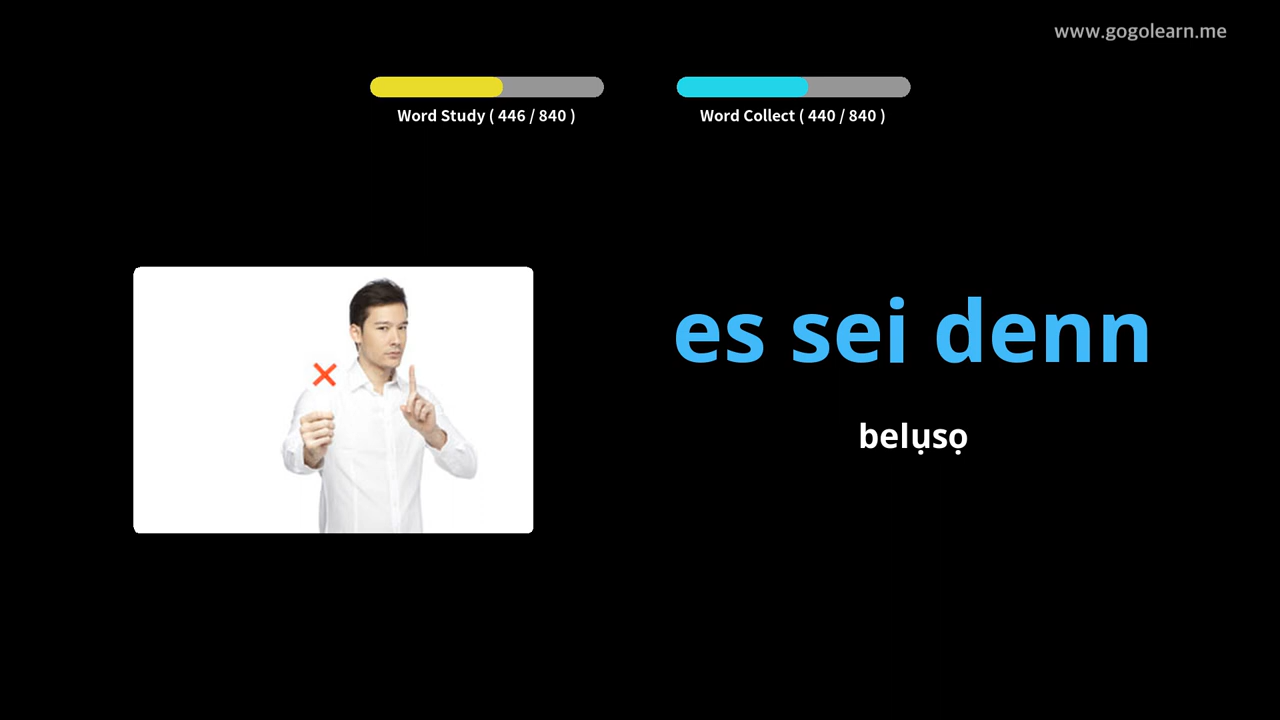 www.gogolearn.me
Word Study ( 446 / 840 )
Word Collect ( 440 / 840 )
es sei denn
belụsọ